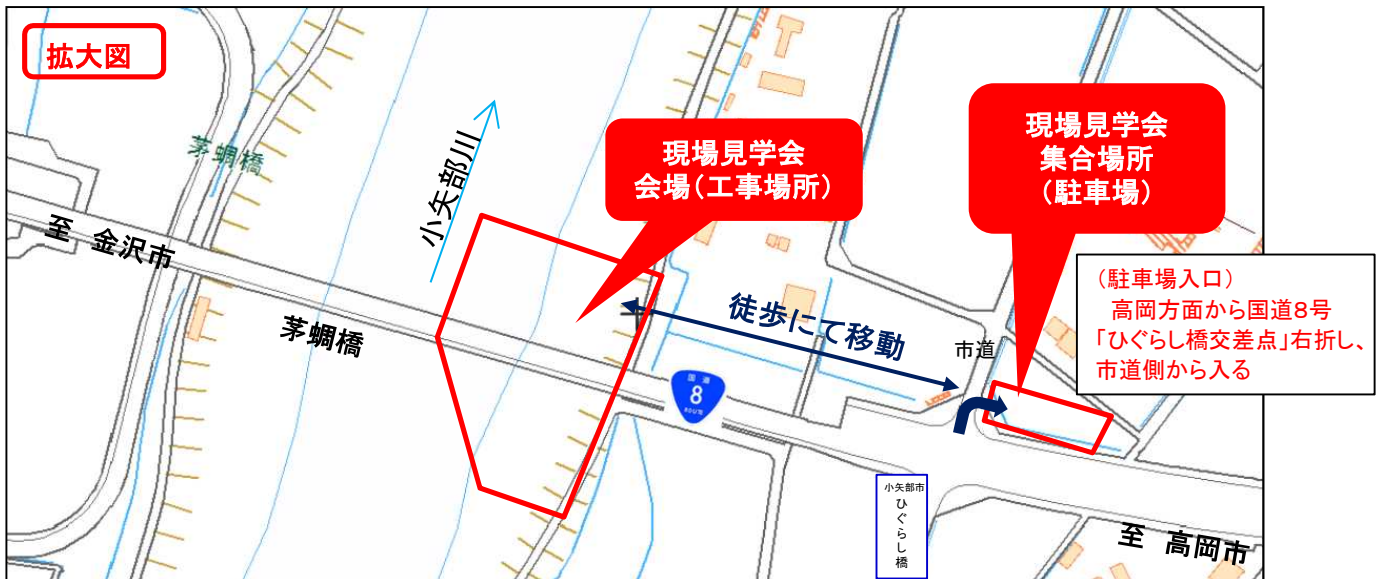 拡大図
茅蜩橋
至 金沢市
小矢部川
茅蜩橋
現場見学会
会場(工事場所)
現場見学会
集合場所
(駐車場)
(駐車場入口)
高岡方面から国道8号
「ひぐらし橋交差点」右折し、
市道側から入る
徒歩にて移動
市道
国道
8
ROUTE
小矢部市
ひぐらし橋
至 高岡市